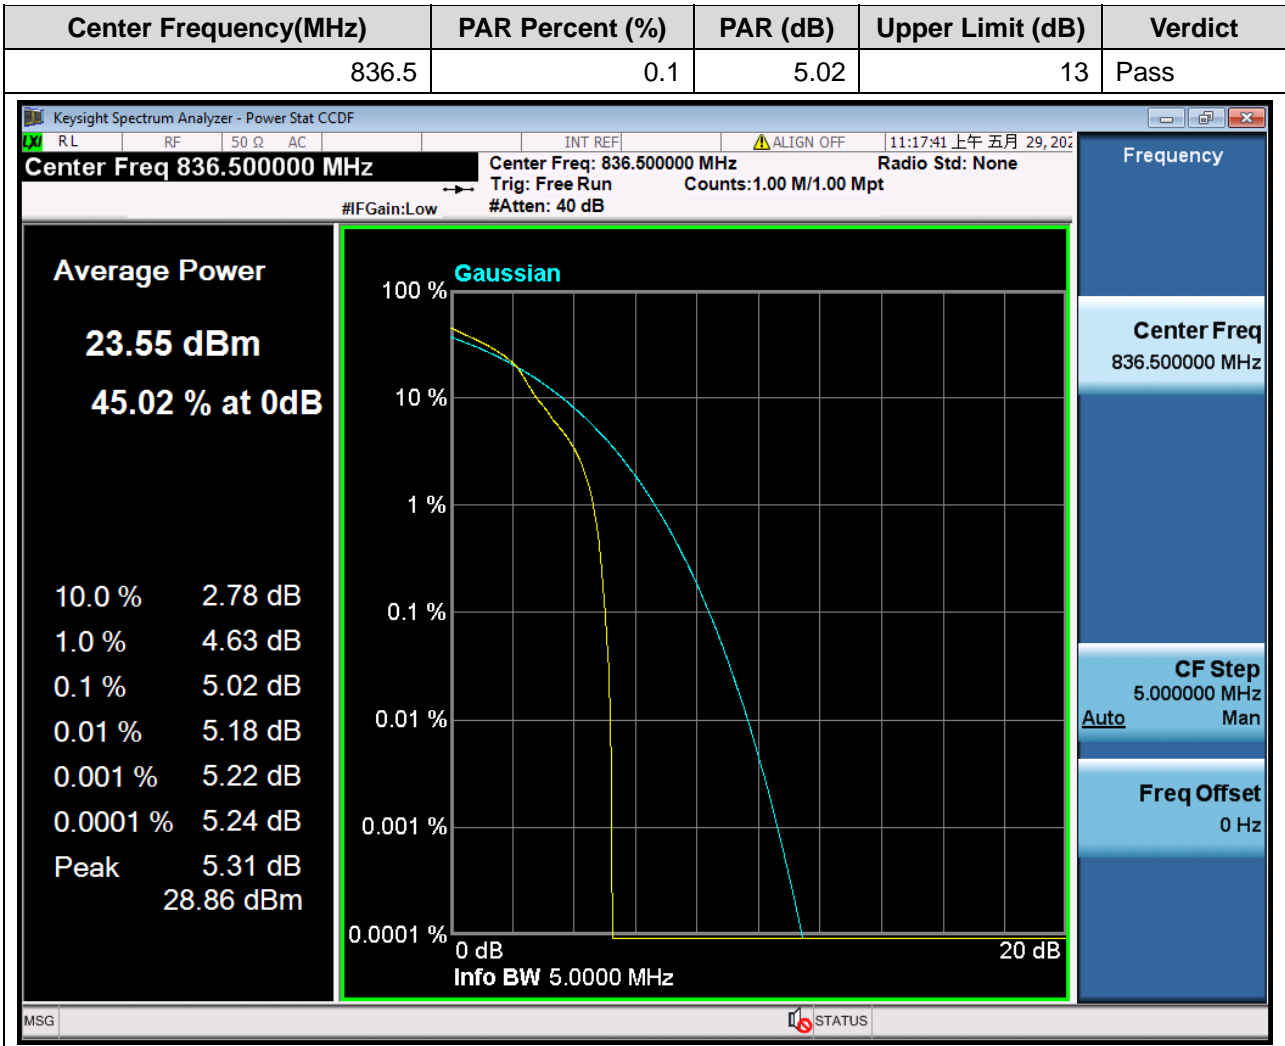 Center Frequency(MHz) PAR Percent (%) PAR (dB) Upper Limit (dB) Verdict
836.5 0.1 5.02 13 Pass
Keysight Spectrum Analyzer - Power Stat CCDF
LXI RL RF 50 Ω AC INT REF ALIGN OFF 11:17:41 上午 五月 29, 202
Center Freq 836.500000 MHz
Center Freq: 836.500000 MHz Radio Std: None
Trig: Free Run Counts:1.00 M/1.00 Mpt
#IFGain:Low #Atten: 40 dB
Average Power
23.55 dBm
45.02 % at 0dB
10.0 % 2.78 dB
1.0 % 4.63 dB
0.1 % 5.02 dB
0.01 % 5.18 dB
0.001 % 5.22 dB
0.0001 % 5.24 dB
Peak 5.31 dB
28.86 dBm
Gaussian
100 %
10 %
1 %
0.1 %
0.01 %
0.001 %
0.0001 %
0 dB 20 dB
Info BW 5.0000 MHz
Frequency
Center Freq
836.500000 MHz
CF Step
5.000000 MHz
Auto Man
Freq Offset
0 Hz
MSG STATUS